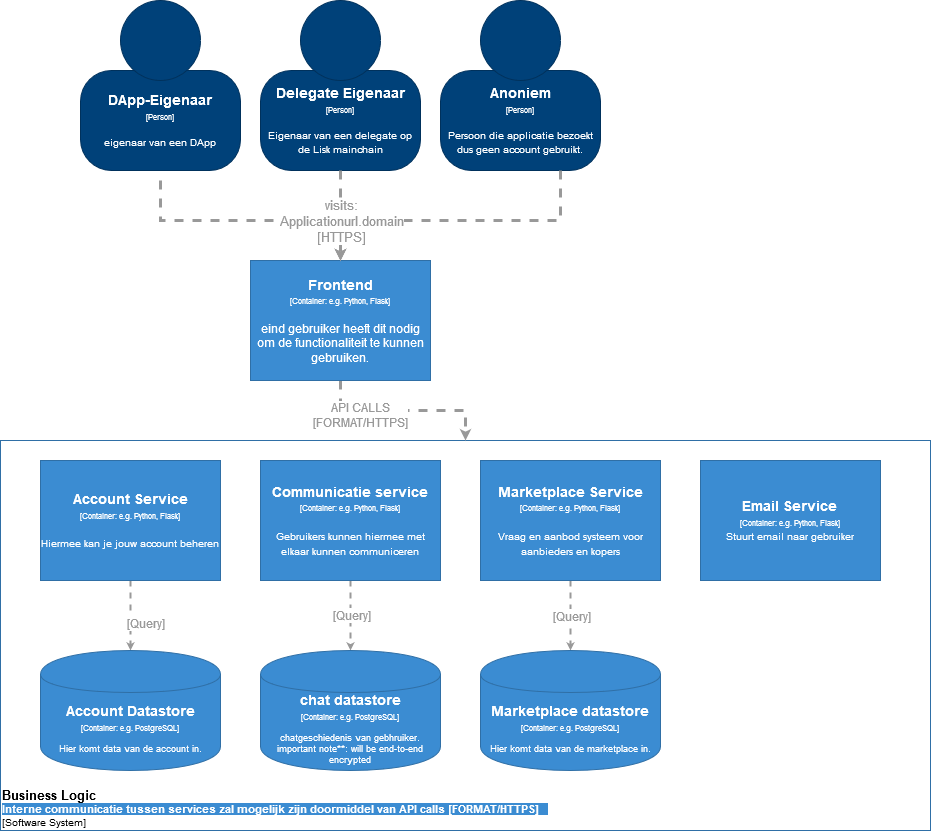 DApp-Eigenaar
[Person]
eigenaar van een DApp
Delegate Eigenaar
[Person]
Eigenaar van een delegate op
de Lisk mainchain
Anoniem
[Person]
Persoon die applicatie bezoekt
dus geen account gebruikt.
visits:
Applicationurl.domain
[HTTPS]
Frontend
[Container: e.g. Python, Flask]
eind gebruiker heeft dit nodig
om de functionaliteit te kunnen
gebruiken.
API CALLS
[FORMAT/HTTPS]
Account Service
[Container: e.g. Python, Flask]
Hiermee kan je jouw account beheren
Communicatie service
[Container: e.g. Python, Flask]
Gebruikers kunnen hiermee met
elkaar kunnen communiceren
Marketplace Service
[Container: e.g. Python, Flask]
Vraag en aanbod systeem voor
aanbieders en kopers
Email Service
[Container: e.g. Python, Flask]
Stuurt email naar gebruiker
[Query]
[Query]
[Query]
Account Datastore
[Container: e.g. PostgreSQL]
Hier komt data van de account in.
chat datastore
[Container: e.g. PostgreSQL]
chatgeschiedenis van gebhruiker.
important note**: will be end-to-end
encrypted
Marketplace datastore
[Container: e.g. PostgreSQL]
Hier komt data van de marketplace in.
Business Logic
Interne communicatie tussen services zal mogelijk zijn doormiddel van API calls [FORMAT/HTTPS]
[Software System]